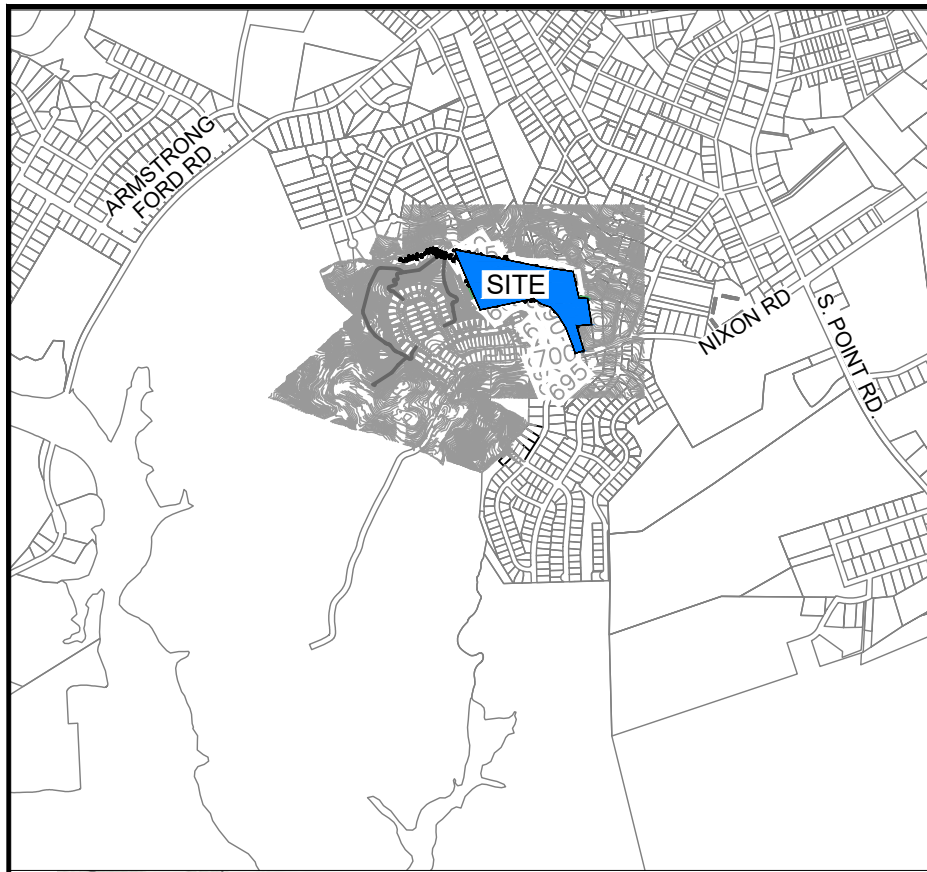 ARMSTRONG
FORD RD
SITE
NIXON RD
S. POINT RD.
700
695